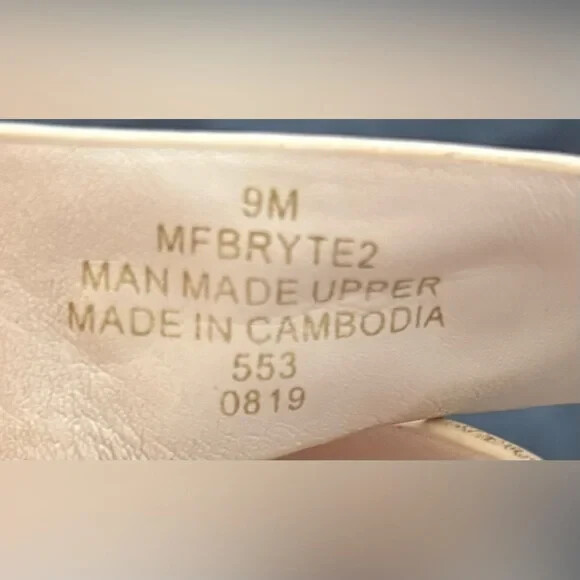 9M
MFBRYTE2
MAN MADE UPPER
MADE IN CAMBODIA
553
0819